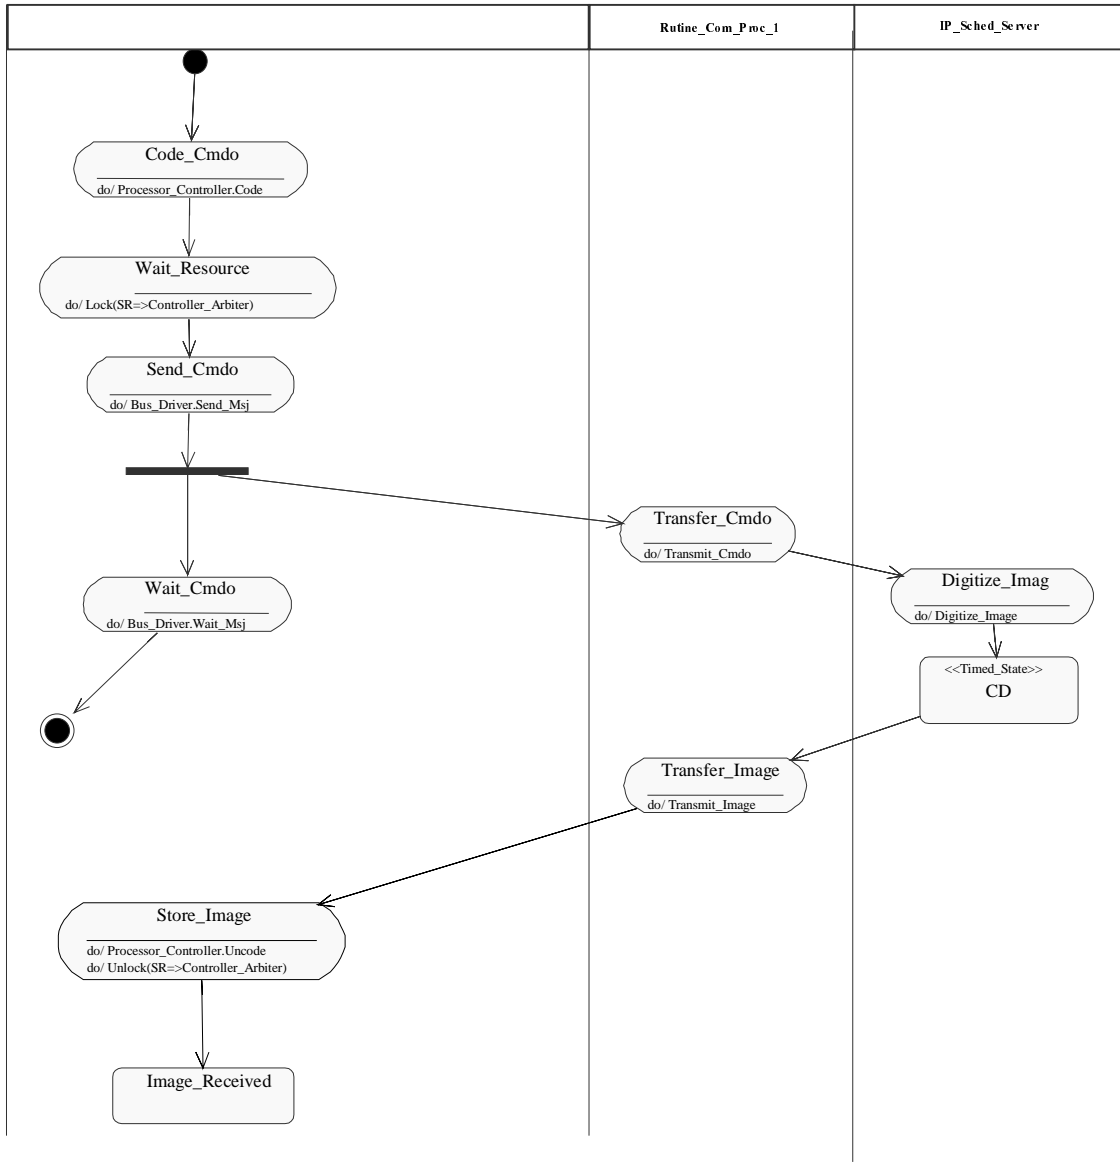 Rutine_Com_Proc_1
IP_Sched_Server
Code_Cmdo
do/ Processor_Controller.Code
Wait_Resource
do/ Lock(SR=>Controller_Arbiter)
Send_Cmdo
do/ Bus_Driver.Send_Msj
Transfer_Cmdo
do/ Transmit_Cmdo
Digitize_Imag
do/ Digitize_Image
Wait_Cmdo
do/ Bus_Driver.Wait_Msj
<<Timed_State>>
CD
Transfer_Image
do/ Transmit_Image
Store_Image
do/ Processor_Controller.Uncode
do/ Unlock(SR=>Controller_Arbiter)
Image_Received